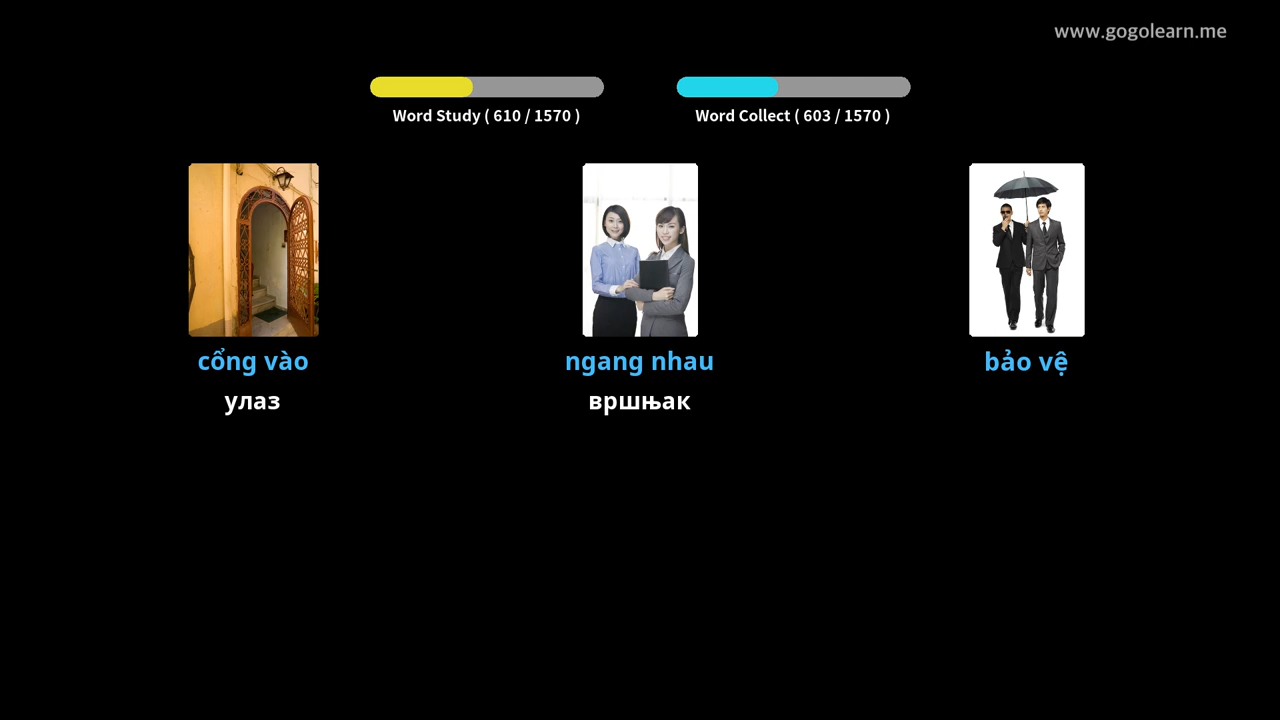 www.gogolearn.me
Word Study ( 610 / 1570 )
Word Collect ( 603 / 1570 )
cổng vào
ngang nhau
bảo vệ
улаз
вршњак